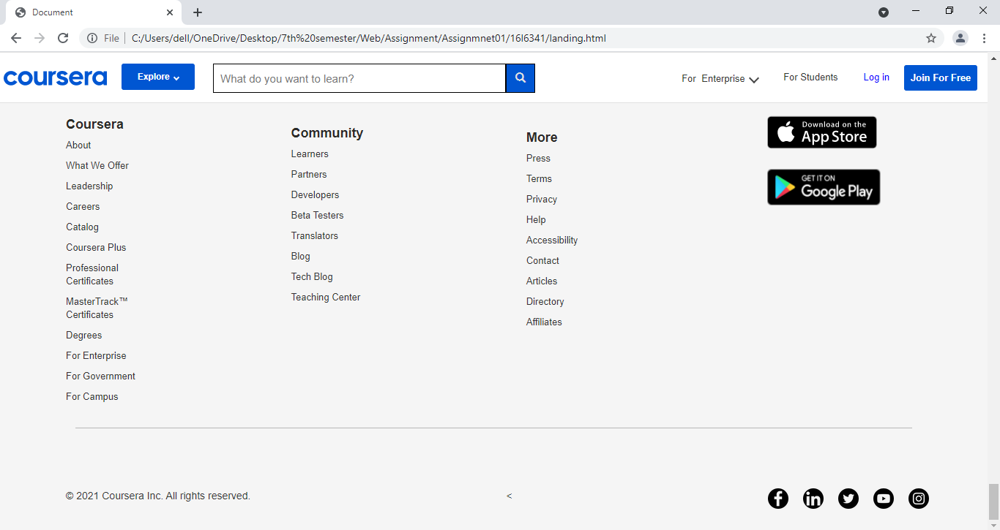 Document
File
C:/Users/dell/OneDrive/Desktop/7th%20semester/Web/Assignment/Assignmnet01/16l6341/landing.html
coursera
Explore
What do you want to learn?
For Enterprise
For Students
Log in
Join For Free
Coursera
About
What We Offer
Leadership
Careers
Catalog
Coursera Plus
Professional
Certificates
MasterTrack™
Certificates
Degrees
For Enterprise
For Government
For Campus
Community
Learners
Partners
Developers
Beta Testers
Translators
Blog
Tech Blog
Teaching Center
More
Press
Terms
Privacy
Help
Accessibility
Contact
Articles
Directory
Affiliates
Download on the
App Store
GET IT ON
Google Play
© 2021 Coursera Inc. All rights reserved.
<